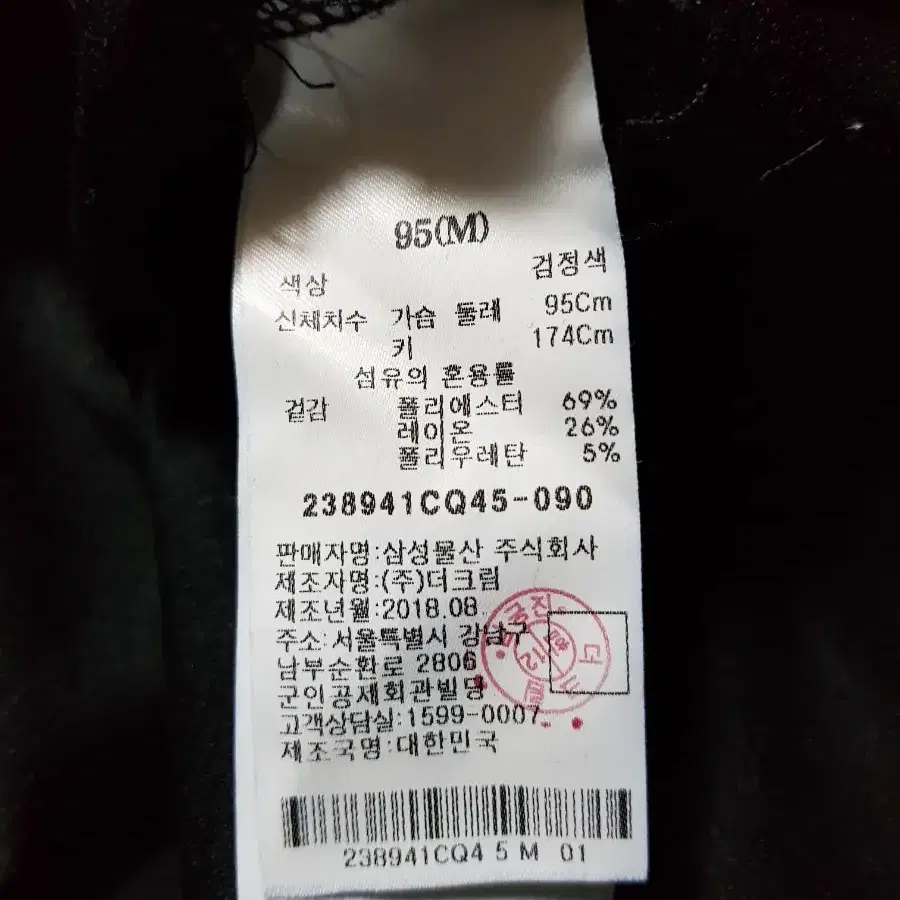 95(M)
색상 검정색
신체치수 가슴 둘레 95Cm
키 174Cm
섬유의 혼용률
겉감 폴리에스터 69%
레이온 26%
폴리우레탄 5%
238941CQ45-090
판매자명:삼성물산 주식회사
제조자명:(주)더크림
제조년월:2018.08
주소:서울특별시 강남구
남부순환로 2806
군인공제회관빌딩
고객상담실:1599-0007
제조국명:대한민국
238941CQ4 5 M 01